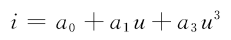 i = a₀ + a₁u + a₃u³